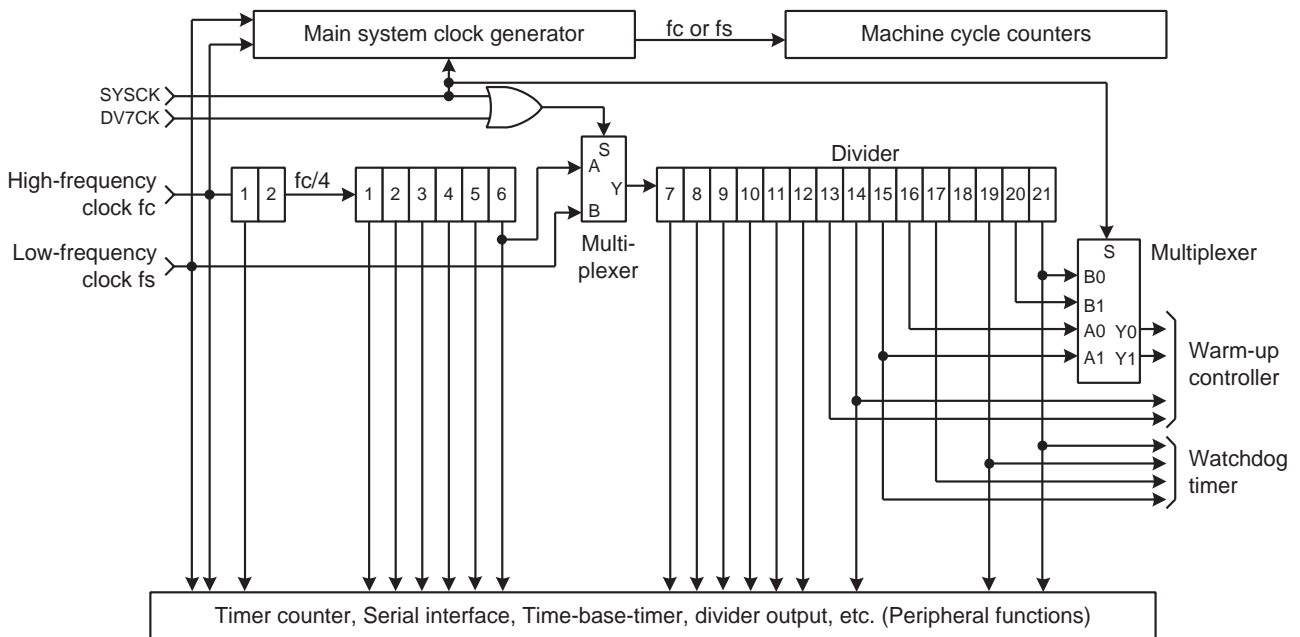 Main system clock generator
fc or fs
Machine cycle counters
SYSCK
DV7CK
High-frequency
clock fc
Low-frequency
clock fs
1 2
fc/4
1 2 3 4 5 6
S
A
Y
B
Multi-
plexer
Divider
7 8 9 10 11 12 13 14 15 16 17 18 19 20 21
S
B0
B1
A0 Y0
A1 Y1
Multiplexer
Warm-up
controller
Watchdog
timer
Timer counter, Serial interface, Time-base-timer, divider output, etc. (Peripheral functions)